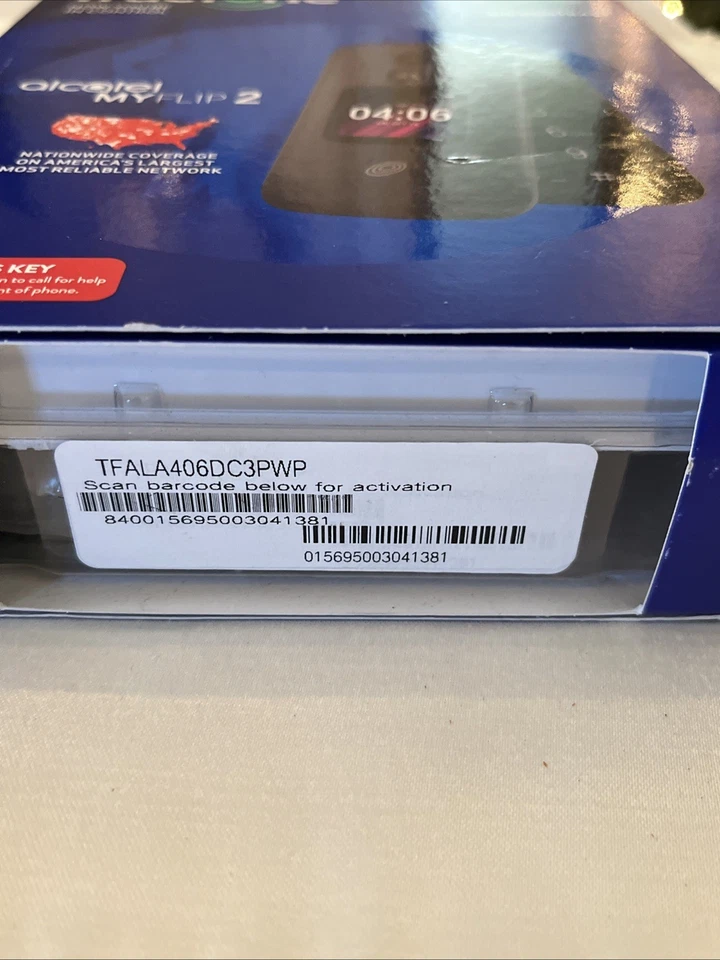 alcatel
MYFLIP 2
04:06
NATIONWIDE COVERAGE
ON AMERICA'S LARGEST
MOST RELIABLE NETWORK
KEY
to call for help
of phone.
TFALA406DC3PWP
Scan barcode below for activation
840015695003041381
015695003041381